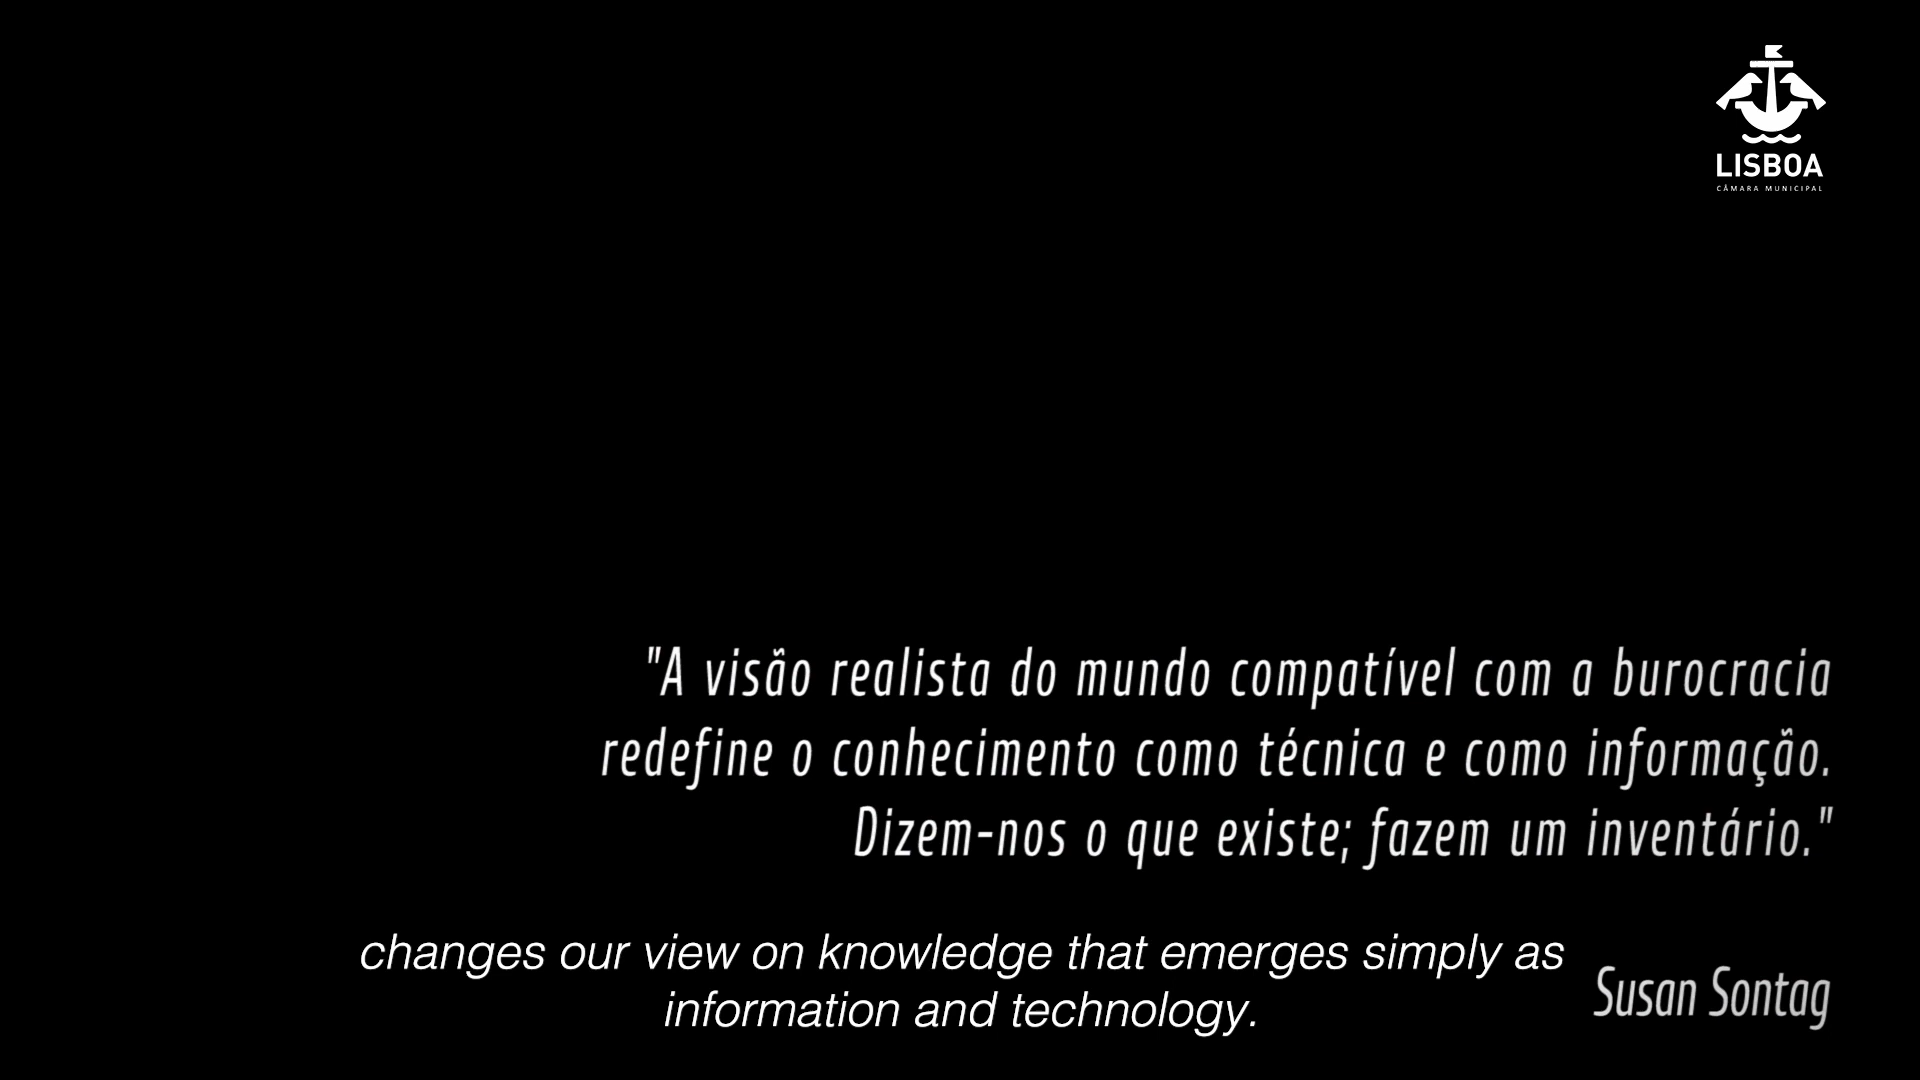 LISBOA
CÂMARA MUNICIPAL
"A visão realista do mundo compatível com a burocracia
redefine o conhecimento como técnica e como informação.
Dizem-nos o que existe; fazem um inventário."
changes our view on knowledge that emerges simply as
information and technology.
Susan Sontag